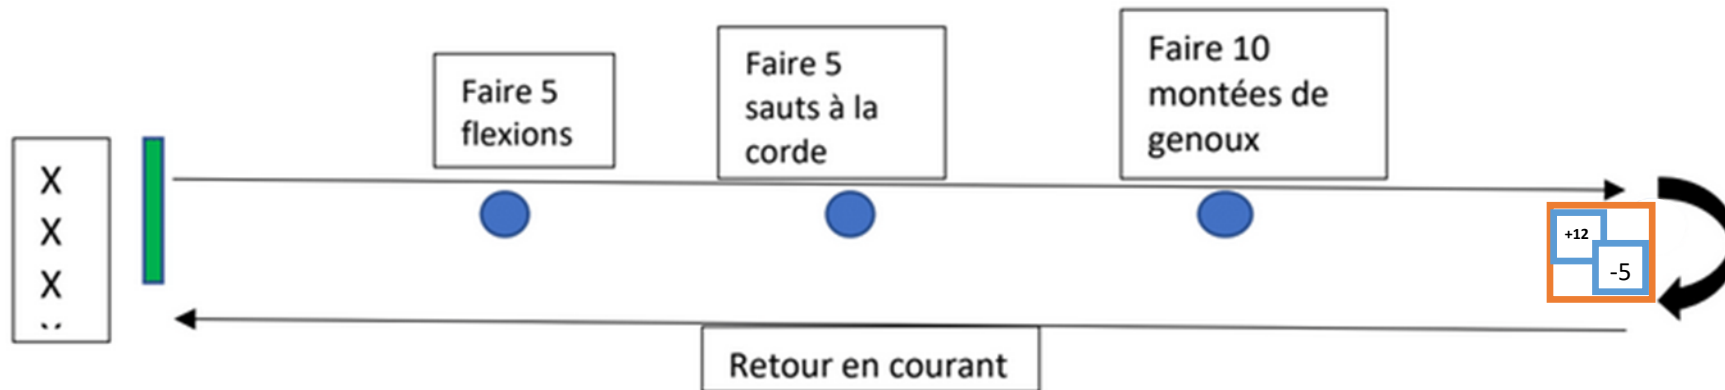 Faire 5
flexions
Faire 5
sauts à la
corde
Faire 10
montées de
genoux
X
X
X
+12
-5
Retour en courant